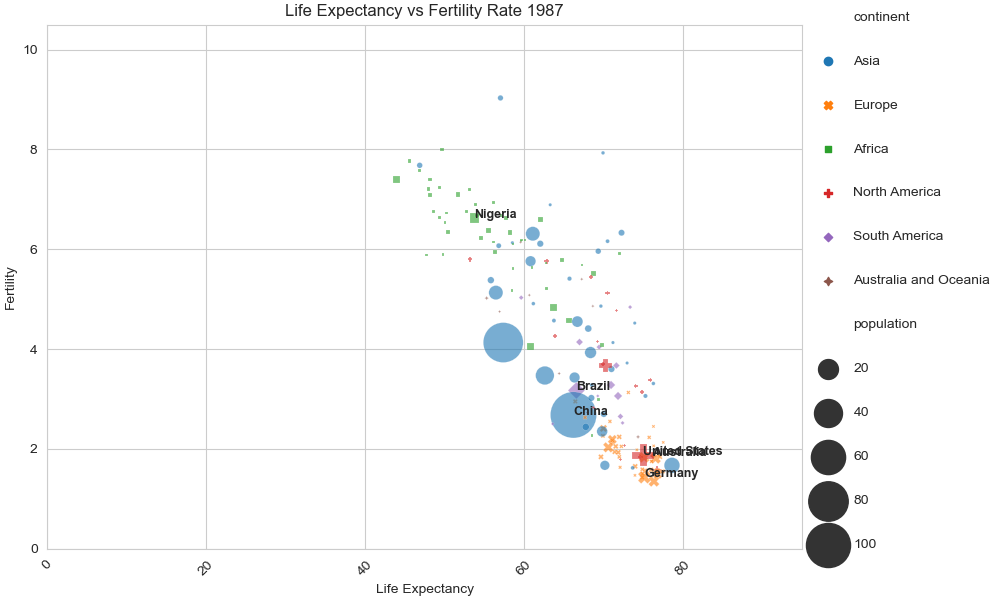 Life Expectancy vs Fertility Rate 1987
continent
Asia
Europe
Africa
North America
South America
Australia and Oceania
population
20
40
60
80
100
Fertility
10
8
6
4
2
0
Nigeria
Brazil
China
United States
Australia
Germany
0
20
40
60
80
Life Expectancy